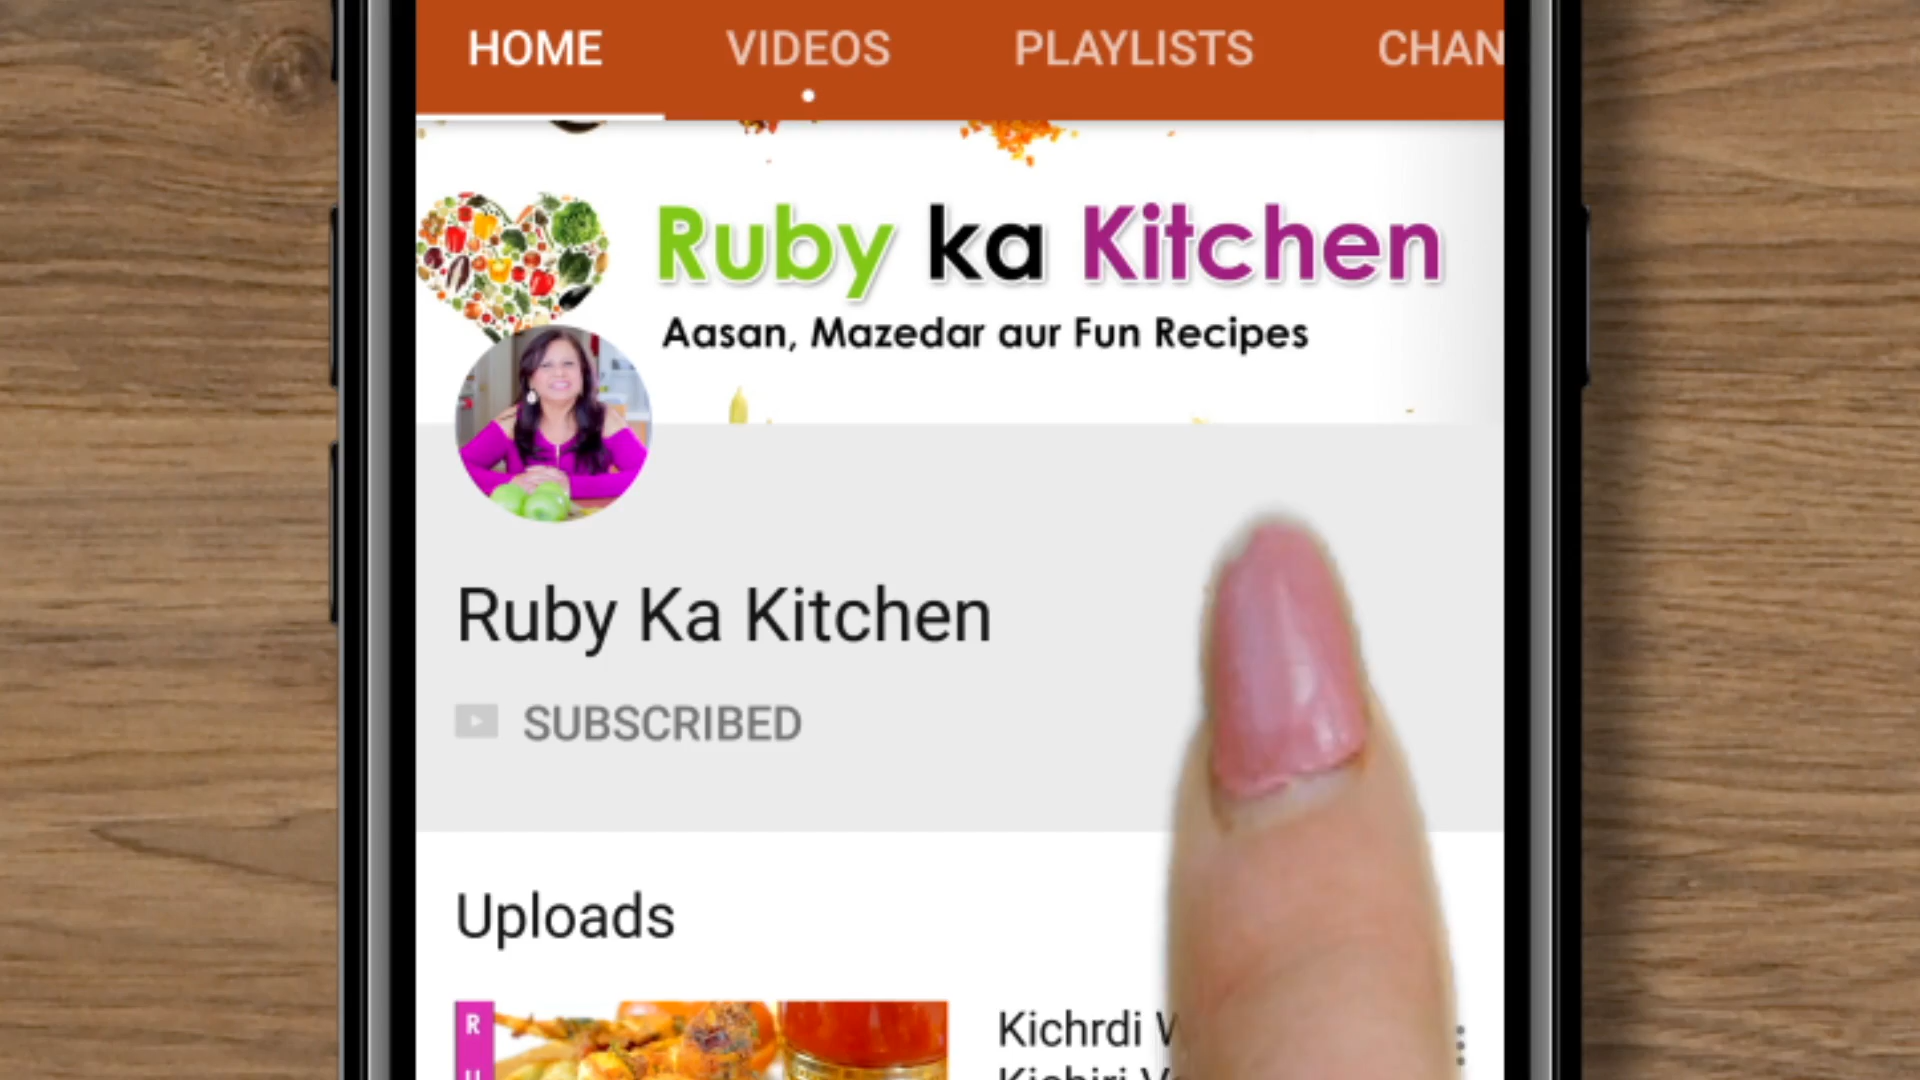 HOME VIDEOS PLAYLISTS CHAN
Ruby ka Kitchen
Aasan, Mazedar aur Fun Recipes
Ruby Ka Kitchen
SUBSCRIBED
Uploads
R
Kichrdi